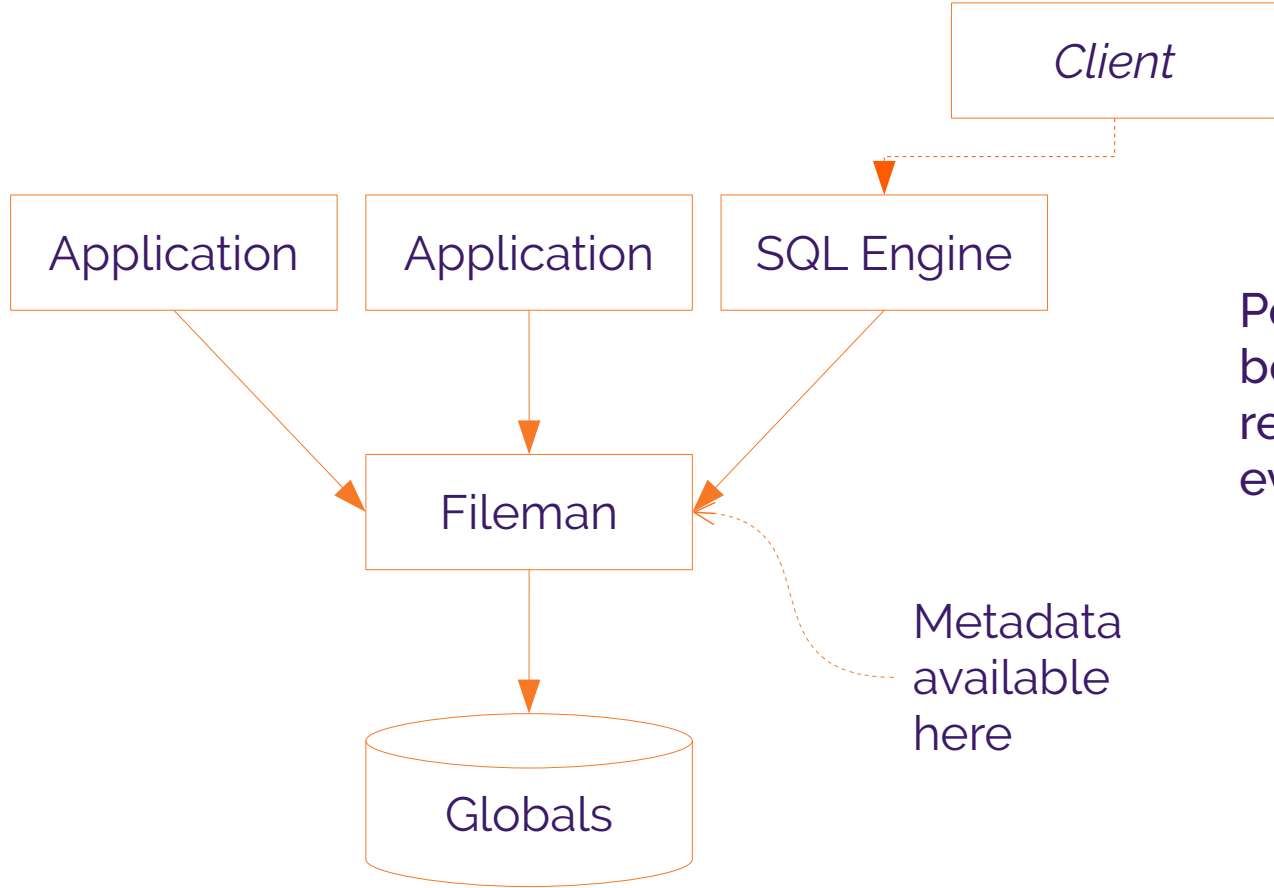 Client
Application
Application
SQL Engine
Fileman
Metadata
available
here
Globals